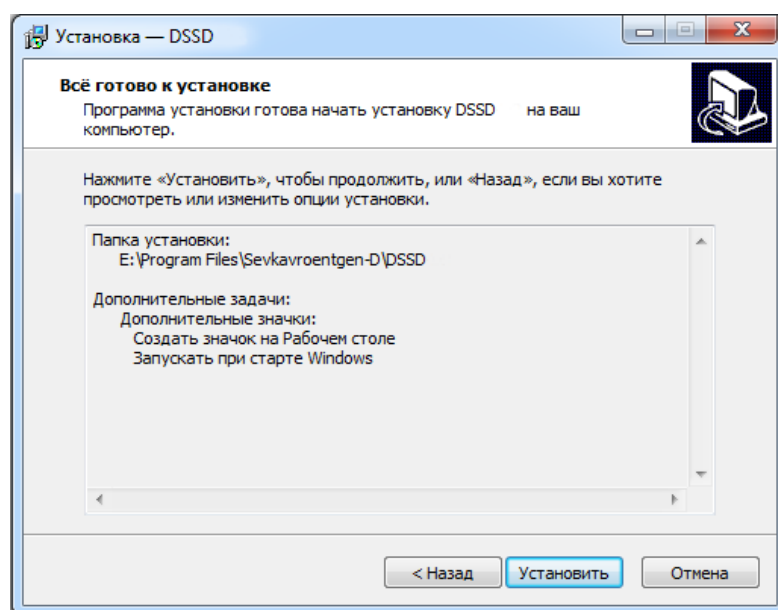 Установка — DSSD
Всё готово к установке
Программа установки готова начать установку DSSD на ваш
компьютер.
Нажмите «Установить», чтобы продолжить, или «Назад», если вы хотите
просмотреть или изменить опции установки.
Папка установки:
E:\Program Files\Sevkavroentgen-D\DSSD
Дополнительные задачи:
Дополнительные значки:
Создать значок на Рабочем столе
Запускать при старте Windows
< Назад
Установить
Отмена